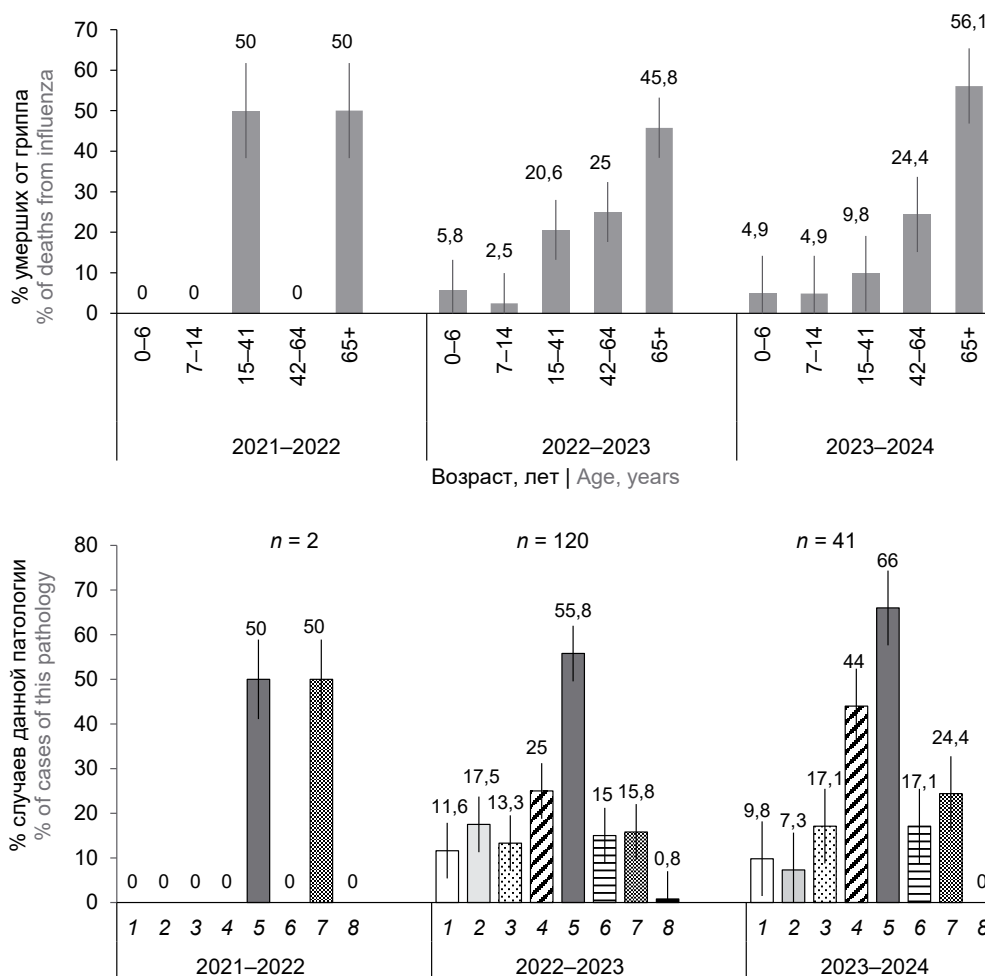 % умерших от гриппа
% of deaths from influenza
70
60
50
40
30
20
10
0
0 0 50 0 50
5,8 2,5 20,6 25 45,8
4,9 4,9 9,8 24,4 56,1
0–6 7–14 15–41 42–64 65+ 0–6 7–14 15–41 42–64 65+ 0–6 7–14 15–41 42–64 65+
2021–2022 2022–2023 2023–2024
Возраст, лет | Age, years
% случаев данной патологии
% of cases of this pathology
80
70
60
50
40
30
20
10
0
n = 2 n = 120 n = 41
0 0 0 0 50 0 50 0
11,6 17,5 13,3 25 55,8 15 15,8 0,8
9,8 7,3 17,1 44 66 17,1 24,4 0
1 2 3 4 5 6 7 8 1 2 3 4 5 6 7 8 1 2 3 4 5 6 7 8
2021–2022 2022–2023 2023–2024